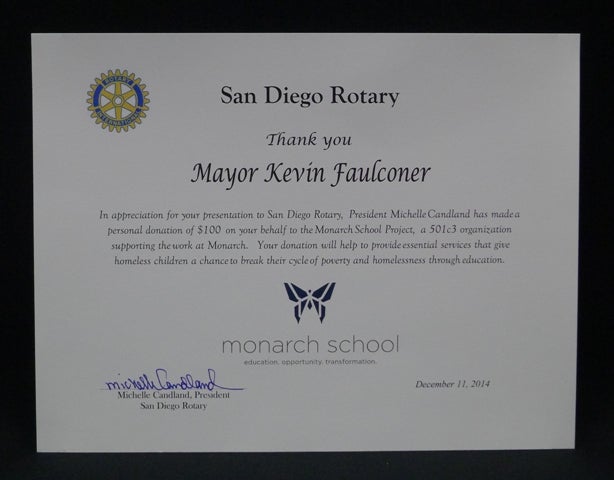 ROTARY
INTERNATIONAL
San Diego Rotary
Thank you
Mayor Kevin Faulconer
In appreciation for your presentation to San Diego Rotary, President Michelle Candland has made a
personal donation of $100 on your behalf to the Monarch School Project, a 501c3 organization
supporting the work at Monarch. Your donation will help to provide essential services that give
homeless children a chance to break their cycle of poverty and homelessness through education.
monarch school
education. opportunity. transformation.
Michelle Candland
Michelle Candland, President
San Diego Rotary
December 11, 2014